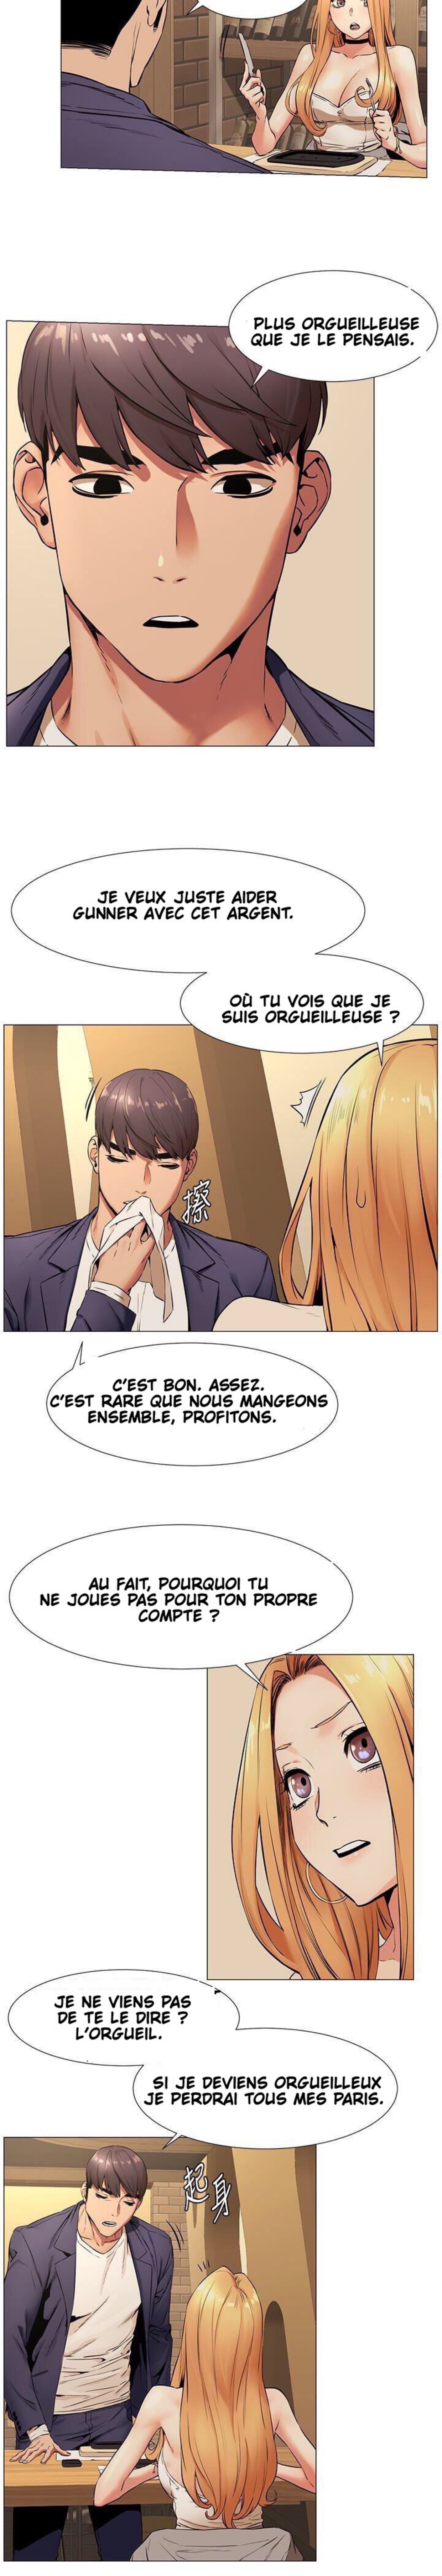 PLUS ORGUEILLEUSE
QUE JE LE PENSAIS.
JE VEUX JUSTE AIDER
GUNNER AVEC CET ARGENT.
OÙ TU VOIS QUE JE
SUIS ORGUEILLEUSE ?
擦
C'EST BON. ASSEZ.
C'EST RARE QUE NOUS MANGEONS
ENSEMBLE, PROFITONS.
AU FAIT, POURQUOI TU
NE JOUES PAS POUR TON PROPRE
COMPTE ?
JE NE VIENS PAS
DE TE LE DIRE ?
L'ORGUEIL.
SI JE DEVIENS ORGUEILLEUX
JE PERDRAI TOUS MES PARIS.
起身